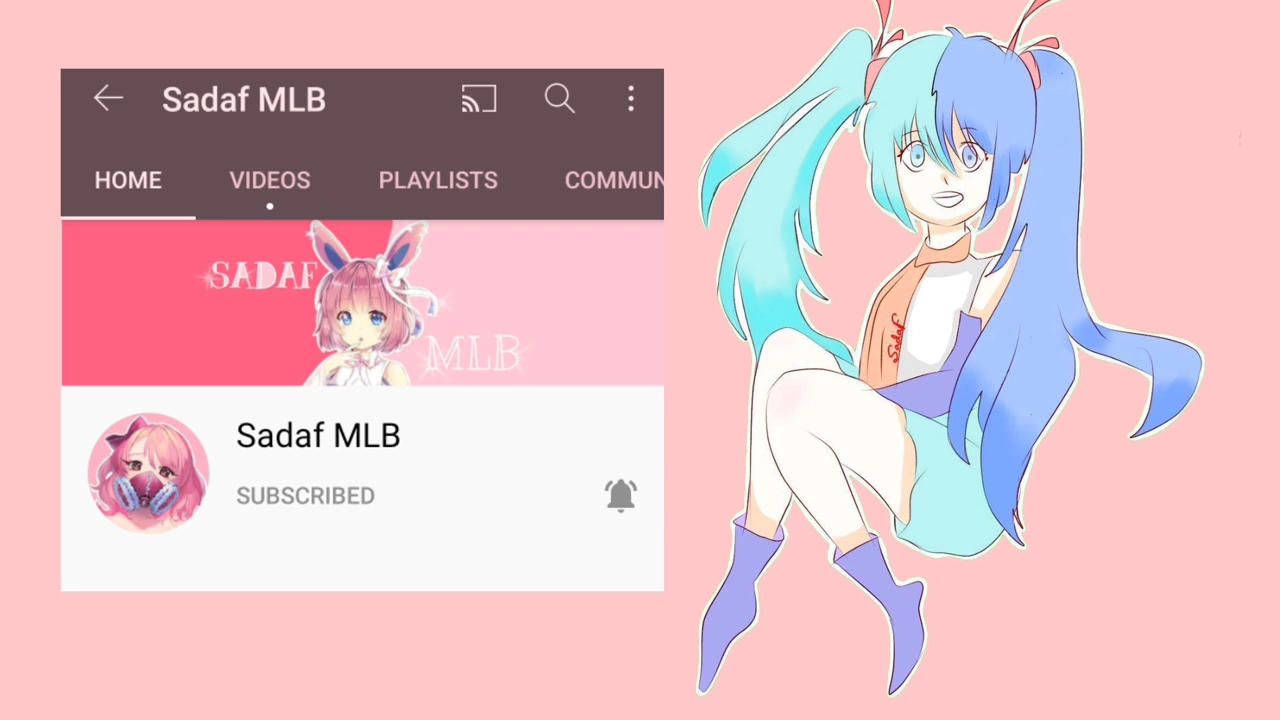 Sadaf MLB
HOME VIDEOS PLAYLISTS COMMUN
SADAF
MLB
Sadaf MLB
SUBSCRIBED
Sadaf